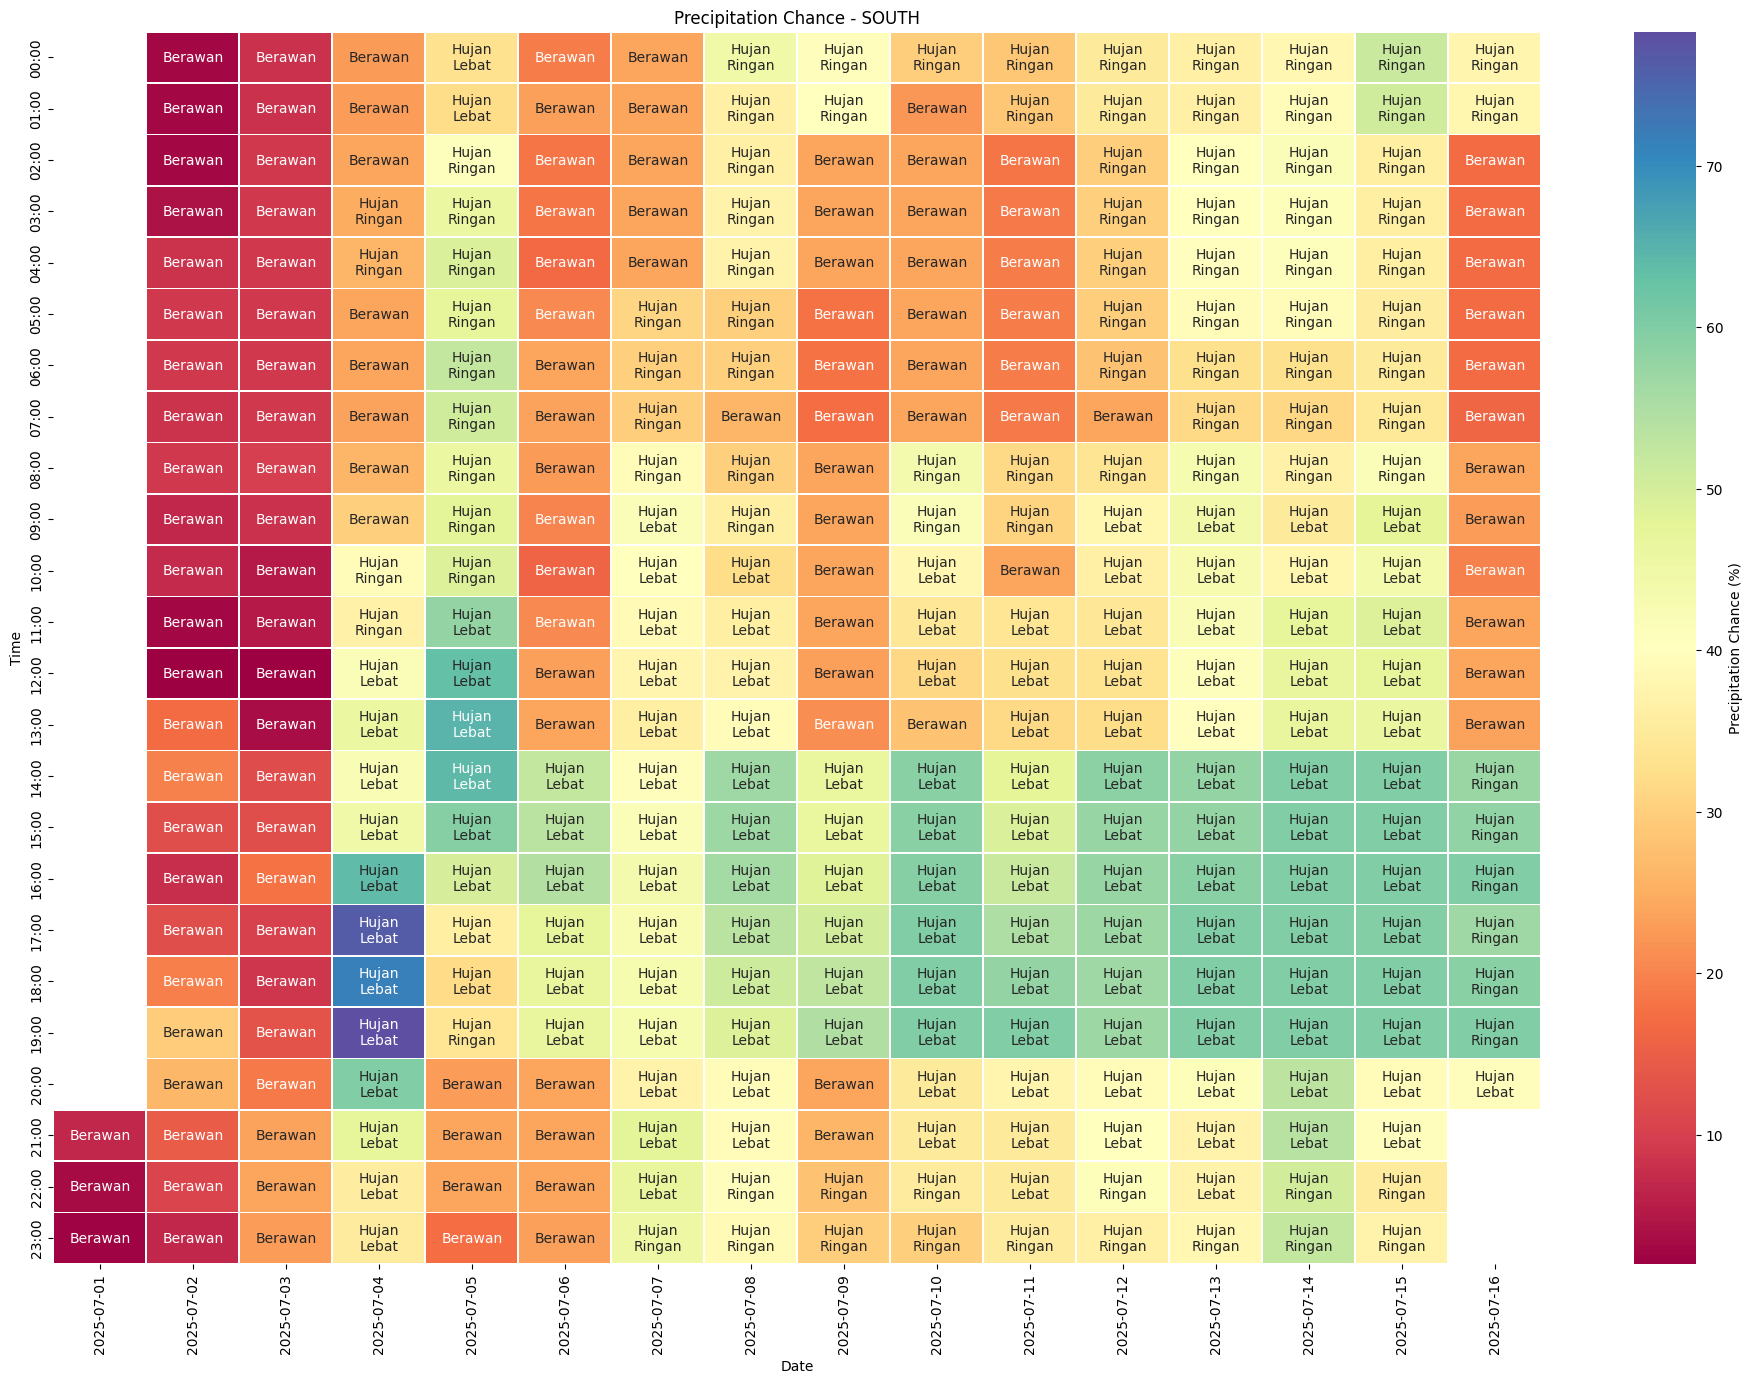 Precipitation Chance - SOUTH
00:00 Berawan Berawan Berawan Hujan Lebat Berawan Berawan Hujan Ringan Hujan Ringan Hujan Ringan Hujan Ringan Hujan Ringan Hujan Ringan Hujan Ringan Hujan Ringan Hujan Ringan
01:00 Berawan Berawan Berawan Hujan Lebat Berawan Berawan Hujan Ringan Hujan Ringan Berawan Hujan Ringan Hujan Ringan Hujan Ringan Hujan Ringan Hujan Ringan Hujan Ringan
02:00 Berawan Berawan Berawan Hujan Ringan Berawan Berawan Hujan Ringan Berawan Berawan Berawan Hujan Ringan Hujan Ringan Hujan Ringan Hujan Ringan Berawan
03:00 Berawan Berawan Hujan Ringan Hujan Ringan Berawan Berawan Hujan Ringan Berawan Berawan Berawan Hujan Ringan Hujan Ringan Hujan Ringan Hujan Ringan Berawan
04:00 Berawan Berawan Hujan Ringan Hujan Ringan Berawan Berawan Hujan Ringan Berawan Berawan Berawan Hujan Ringan Hujan Ringan Hujan Ringan Hujan Ringan Berawan
05:00 Berawan Berawan Berawan Hujan Ringan Berawan Hujan Ringan Hujan Ringan Berawan Berawan Berawan Hujan Ringan Hujan Ringan Hujan Ringan Hujan Ringan Berawan
06:00 Berawan Berawan Berawan Hujan Ringan Berawan Hujan Ringan Hujan Ringan Berawan Berawan Berawan Hujan Ringan Hujan Ringan Hujan Ringan Hujan Ringan Berawan
07:00 Berawan Berawan Berawan Hujan Ringan Berawan Hujan Ringan Berawan Berawan Berawan Berawan Berawan Hujan Ringan Hujan Ringan Hujan Ringan Berawan
08:00 Berawan Berawan Berawan Hujan Ringan Berawan Hujan Ringan Hujan Ringan Berawan Hujan Ringan Hujan Ringan Hujan Ringan Hujan Ringan Hujan Ringan Hujan Ringan Berawan
09:00 Berawan Berawan Berawan Hujan Ringan Berawan Hujan Lebat Hujan Ringan Berawan Hujan Ringan Hujan Ringan Hujan Lebat Hujan Lebat Hujan Lebat Hujan Lebat Berawan
10:00 Berawan Berawan Hujan Ringan Hujan Ringan Berawan Hujan Lebat Hujan Lebat Berawan Hujan Lebat Berawan Hujan Lebat Hujan Lebat Hujan Lebat Hujan Lebat Berawan
11:00 Berawan Berawan Hujan Ringan Hujan Lebat Berawan Hujan Lebat Hujan Lebat Berawan Hujan Lebat Hujan Lebat Hujan Lebat Hujan Lebat Hujan Lebat Hujan Lebat Berawan
12:00 Berawan Berawan Hujan Lebat Hujan Lebat Berawan Hujan Lebat Hujan Lebat Berawan Hujan Lebat Hujan Lebat Hujan Lebat Hujan Lebat Hujan Lebat Hujan Lebat Berawan
13:00 Berawan Berawan Hujan Lebat Hujan Lebat Berawan Hujan Lebat Hujan Lebat Berawan Berawan Hujan Lebat Hujan Lebat Hujan Lebat Hujan Lebat Hujan Lebat Berawan
14:00 Berawan Berawan Hujan Lebat Hujan Lebat Hujan Lebat Hujan Lebat Hujan Lebat Hujan Lebat Hujan Lebat Hujan Lebat Hujan Lebat Hujan Lebat Hujan Lebat Hujan Lebat Hujan Ringan
15:00 Berawan Berawan Hujan Lebat Hujan Lebat Hujan Lebat Hujan Lebat Hujan Lebat Hujan Lebat Hujan Lebat Hujan Lebat Hujan Lebat Hujan Lebat Hujan Lebat Hujan Lebat Hujan Ringan
16:00 Berawan Berawan Hujan Lebat Hujan Lebat Hujan Lebat Hujan Lebat Hujan Lebat Hujan Lebat Hujan Lebat Hujan Lebat Hujan Lebat Hujan Lebat Hujan Lebat Hujan Lebat Hujan Ringan
17:00 Berawan Berawan Hujan Lebat Hujan Lebat Hujan Lebat Hujan Lebat Hujan Lebat Hujan Lebat Hujan Lebat Hujan Lebat Hujan Lebat Hujan Lebat Hujan Lebat Hujan Lebat Hujan Ringan
18:00 Berawan Berawan Hujan Lebat Hujan Lebat Hujan Lebat Hujan Lebat Hujan Lebat Hujan Lebat Hujan Lebat Hujan Lebat Hujan Lebat Hujan Lebat Hujan Lebat Hujan Lebat Hujan Ringan
19:00 Berawan Berawan Hujan Lebat Hujan Ringan Hujan Lebat Hujan Lebat Hujan Lebat Hujan Lebat Hujan Lebat Hujan Lebat Hujan Lebat Hujan Lebat Hujan Lebat Hujan Lebat Hujan Ringan
20:00 Berawan Berawan Hujan Lebat Berawan Berawan Hujan Lebat Hujan Lebat Berawan Hujan Lebat Hujan Lebat Hujan Lebat Hujan Lebat Hujan Lebat Hujan Lebat Hujan Lebat
21:00 Berawan Berawan Berawan Hujan Lebat Berawan Berawan Hujan Lebat Hujan Lebat Berawan Hujan Lebat Hujan Lebat Hujan Lebat Hujan Lebat Hujan Lebat Hujan Lebat
22:00 Berawan Berawan Berawan Hujan Lebat Berawan Berawan Hujan Lebat Hujan Ringan Hujan Ringan Hujan Ringan Hujan Lebat Hujan Ringan Hujan Lebat Hujan Ringan Hujan Ringan
23:00 Berawan Berawan Berawan Hujan Lebat Berawan Berawan Hujan Ringan Hujan Ringan Hujan Ringan Hujan Ringan Hujan Ringan Hujan Ringan Hujan Ringan Hujan Ringan Hujan Ringan
Time
2025-07-01 2025-07-02 2025-07-03 2025-07-04 2025-07-05 2025-07-06 2025-07-07 2025-07-08 2025-07-09 2025-07-10 2025-07-11 2025-07-12 2025-07-13 2025-07-14 2025-07-15 2025-07-16
Date
70
60
50
40
30
20
10
Precipitation Chance (%)